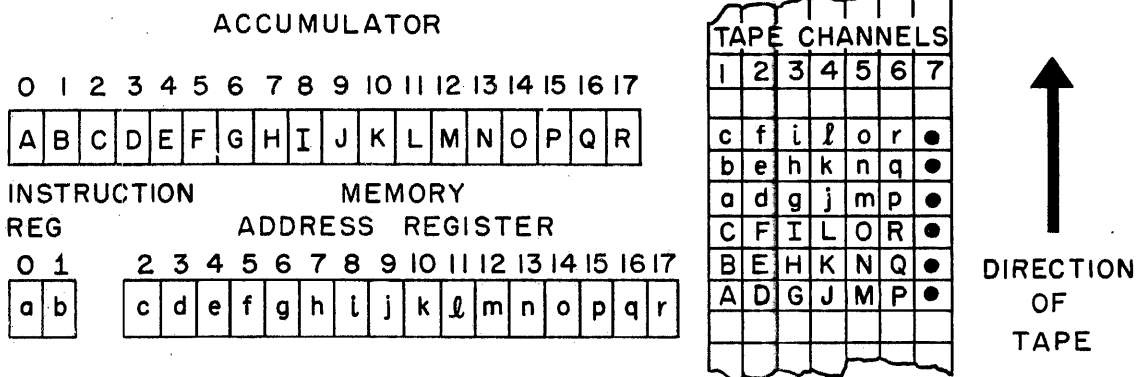 ACCUMULATOR
0 1 2 3 4 5 6 7 8 9 10 11 12 13 14 15 16 17
A B C D E F G H I J K L M N O P Q R
INSTRUCTION REG
0 1
a b
MEMORY
ADDRESS REGISTER
2 3 4 5 6 7 8 9 10 11 12 13 14 15 16 17
c d e f g h i j k l m n o p q r
TAPE CHANNELS
1 2 3 4 5 6 7
c f i l o r ●
b e h k n q ●
a d g j m p ●
C F I L O R ●
B E H K N Q ●
A D G J M P ●
DIRECTION
OF
TAPE